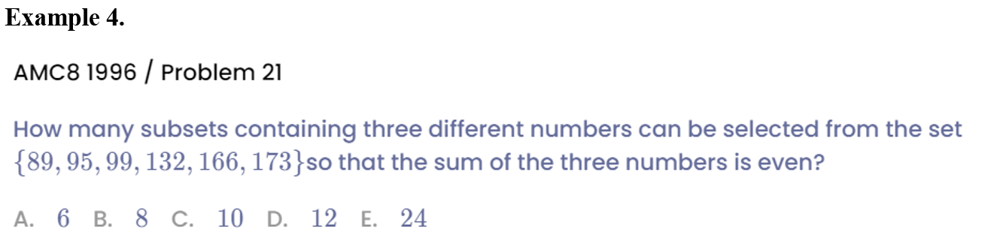 Example 4.
AMC8 1996 / Problem 21
How many subsets containing three different numbers can be selected from the set
{89, 95, 99, 132, 166, 173}so that the sum of the three numbers is even?
A. 6 B. 8 C. 10 D. 12 E. 24